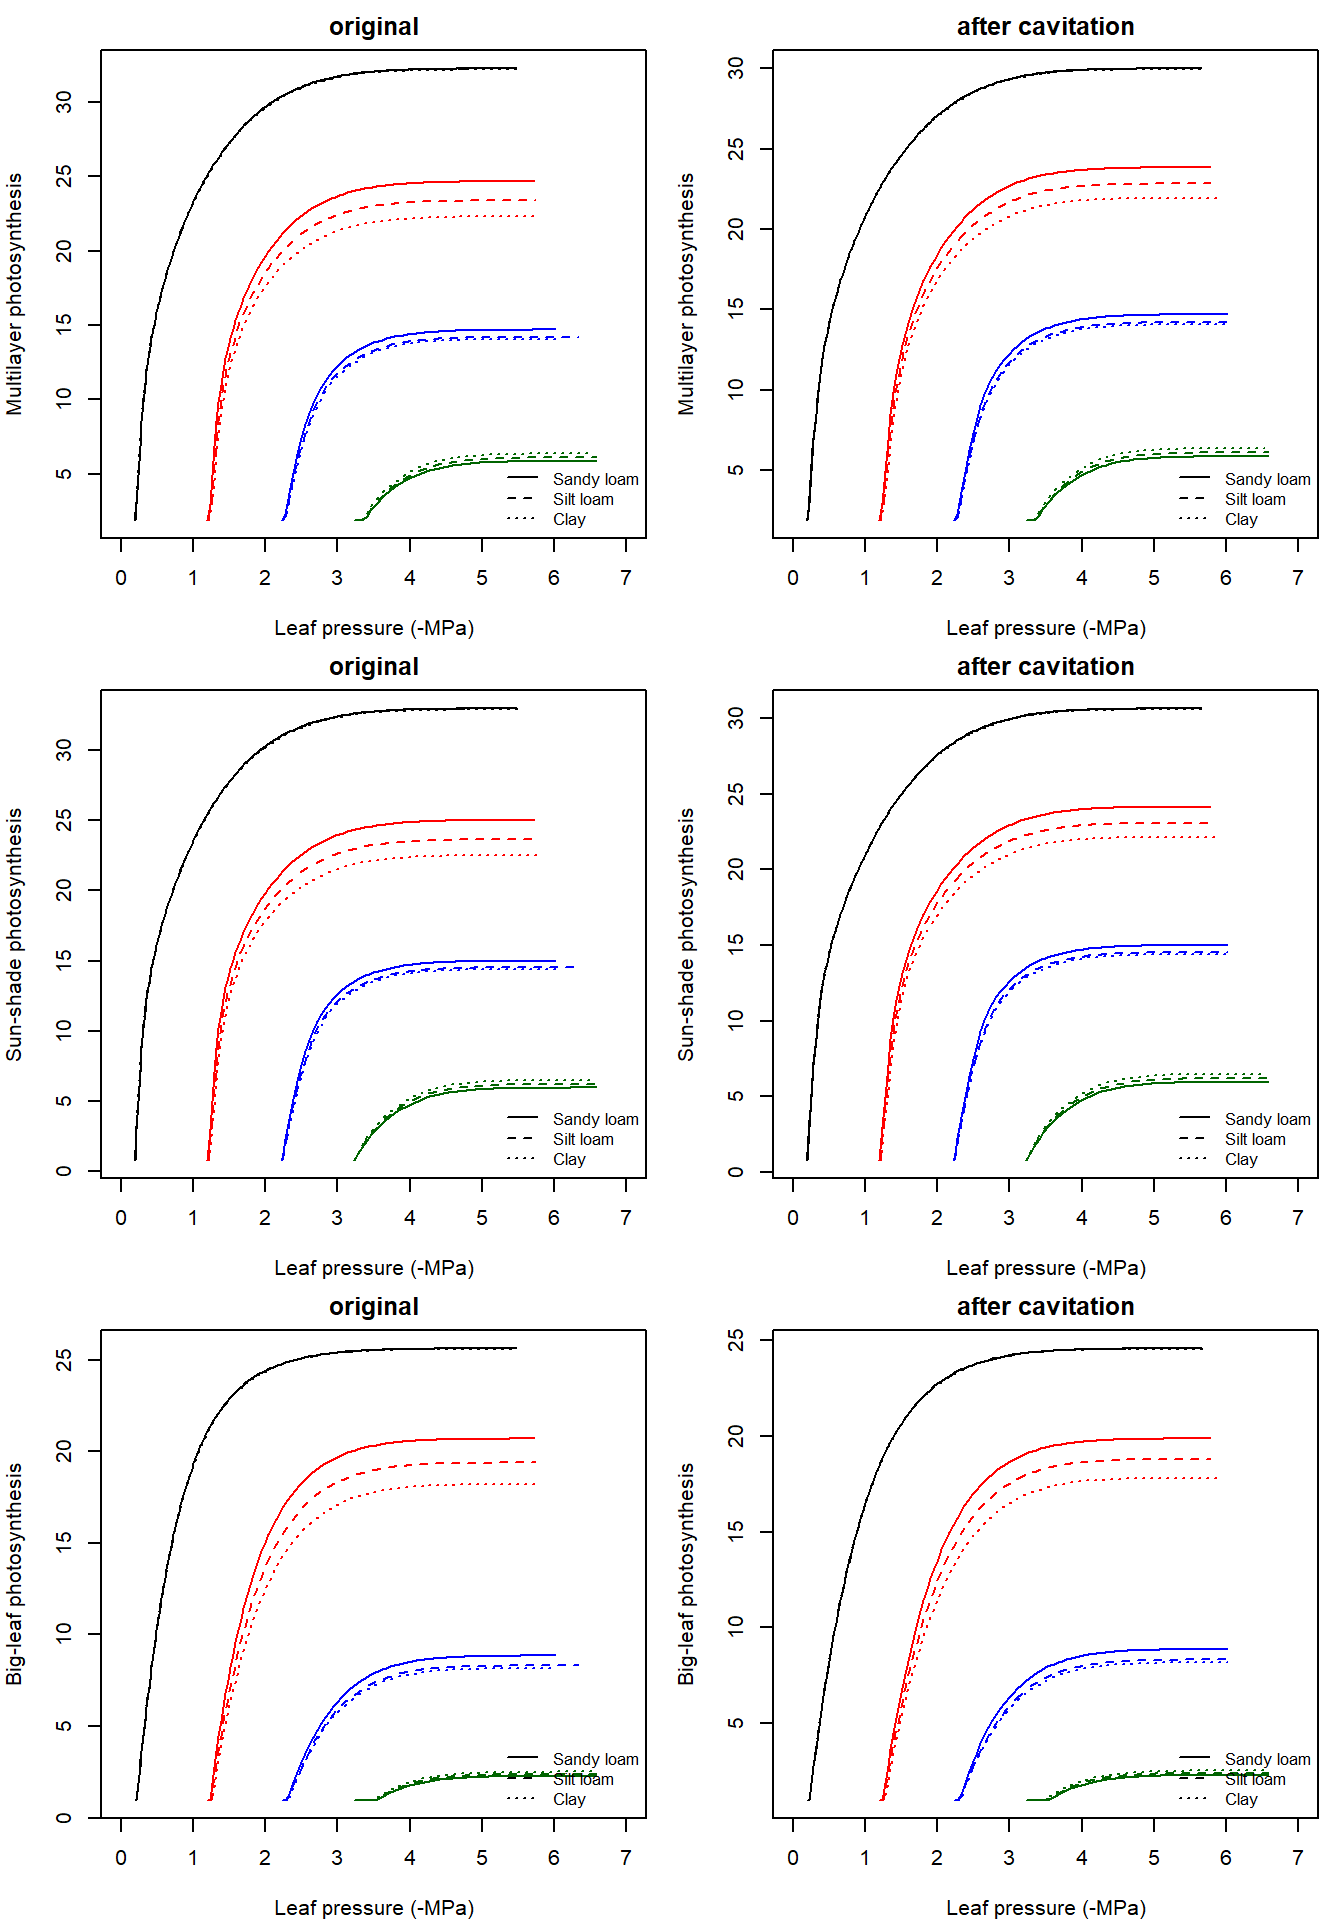 original
after cavitation
Multilayer photosynthesis
5 10 15 20 25 30
Sandy loam
Silt loam
Clay
0 1 2 3 4 5 6 7
Leaf pressure (-MPa)
Multilayer photosynthesis
5 10 15 20 25 30
Sandy loam
Silt loam
Clay
0 1 2 3 4 5 6 7
Leaf pressure (-MPa)
original
after cavitation
Sun-shade photosynthesis
0 5 10 15 20 25 30
Sandy loam
Silt loam
Clay
0 1 2 3 4 5 6 7
Leaf pressure (-MPa)
Sun-shade photosynthesis
0 5 10 15 20 25 30
Sandy loam
Silt loam
Clay
0 1 2 3 4 5 6 7
Leaf pressure (-MPa)
original
after cavitation
Big-leaf photosynthesis
0 5 10 15 20 25
Sandy loam
Silt loam
Clay
0 1 2 3 4 5 6 7
Leaf pressure (-MPa)
Big-leaf photosynthesis
5 10 15 20 25
Sandy loam
Silt loam
Clay
0 1 2 3 4 5 6 7
Leaf pressure (-MPa)